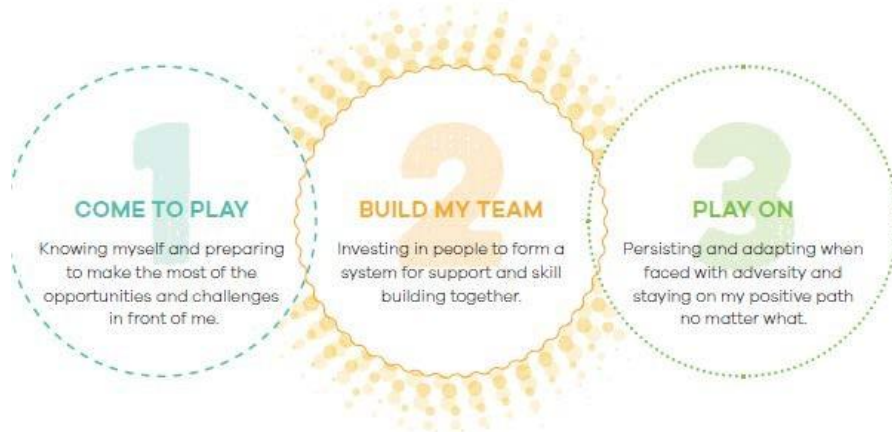 1
COME TO PLAY
Knowing myself and preparing
to make the most of the
opportunities and challenges
in front of me.
2
BUILD MY TEAM
Investing in people to form a
system for support and skill
building together.
3
PLAY ON
Persisting and adapting when
faced with adversity and
staying on my positive path
no matter what.